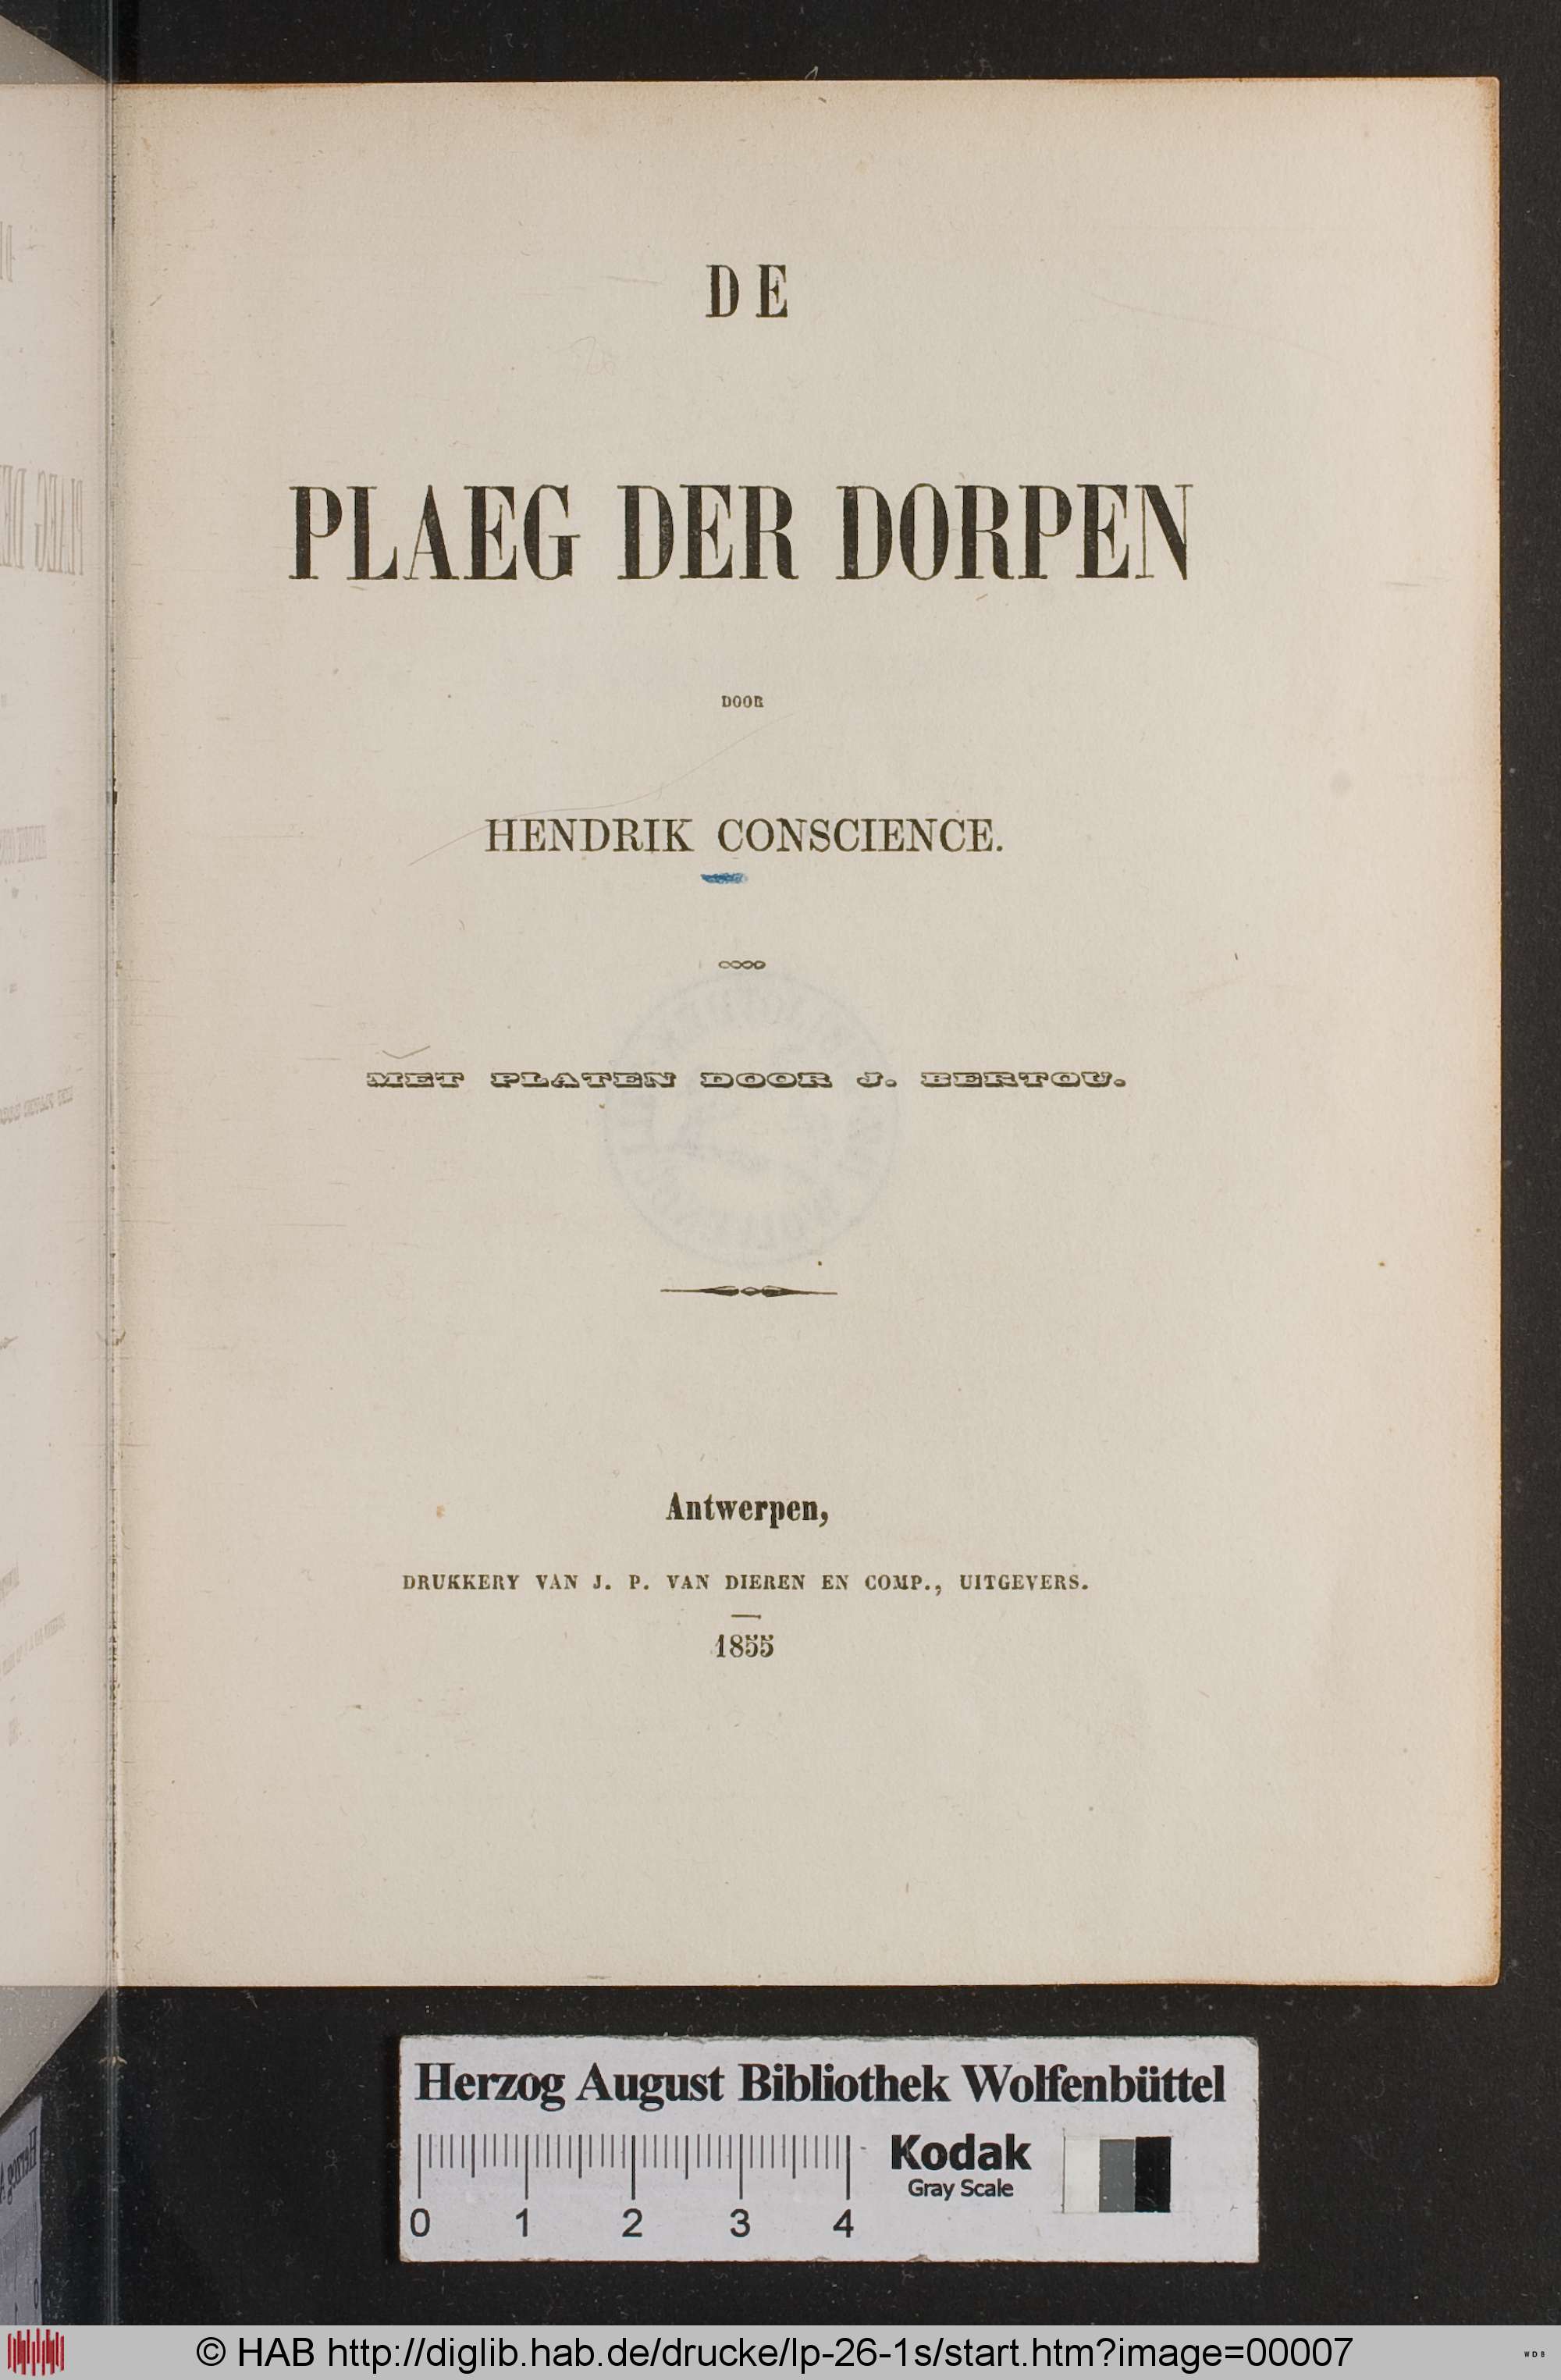 DE
PLAEG DER DORPEN
DOOR
HENDRIK CONSCIENCE.
MET PLATEN DOOR J. BERTOU.
Antwerpen,
DRUKKERY VAN J. P. VAN DIEREN EN COMP., UITGEVERS.
1855
Herzog August Bibliothek Wolfenbüttel
Kodak
Gray Scale
0 1 2 3 4
© HAB http://diglib.hab.de/drucke/lp-26-1s/start.htm?image=00007
WDB